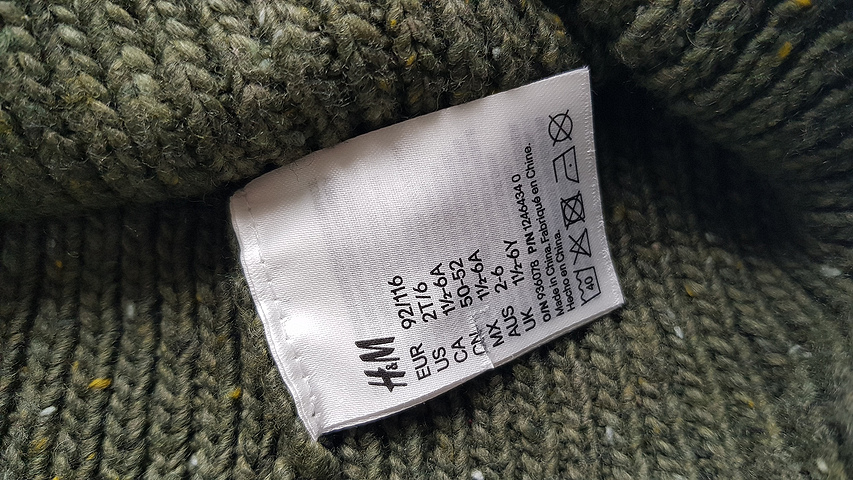 H&M
EUR 92/116
US 2T/6
CA 1½-6A
CN 50-52
MX 1½-6A
AUS 2-6
UK 1½-6Y
O/N 936078 P/N 1246434 0
Made in China. Fabriqué en Chine.
Hecho en China.
40